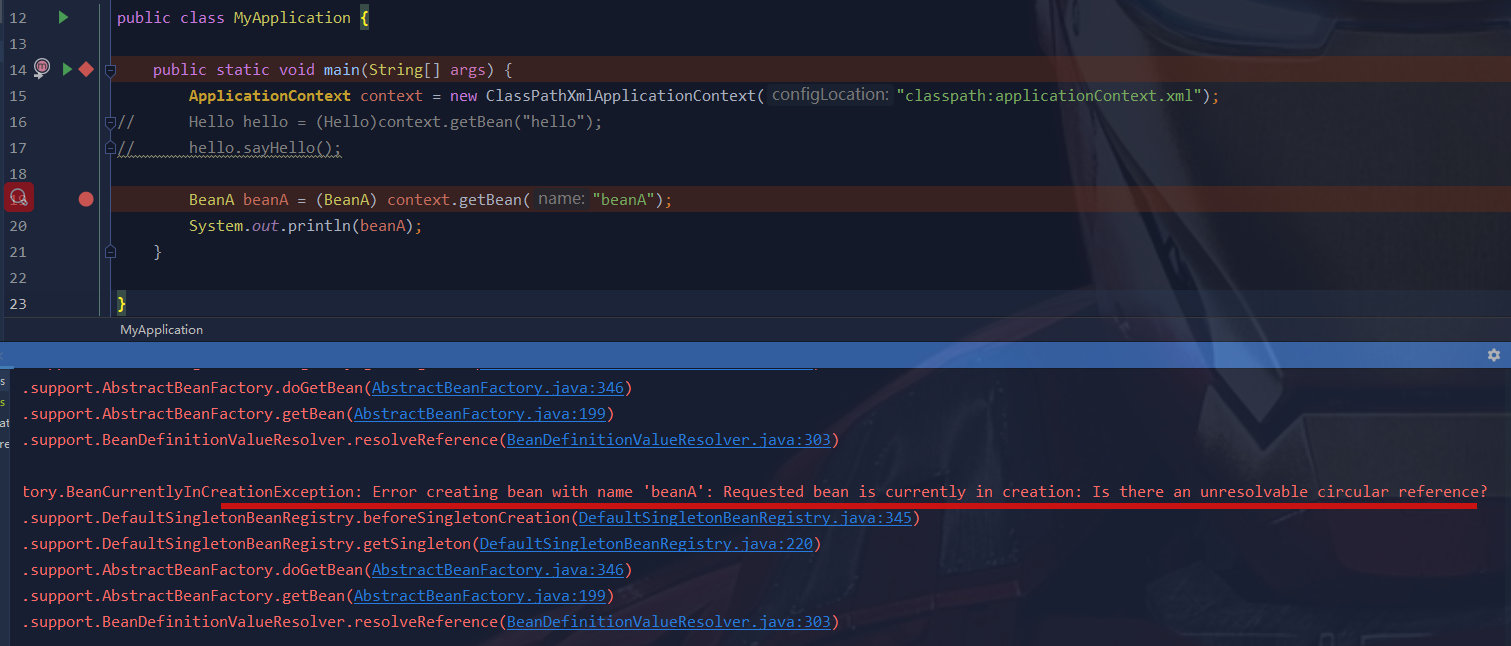 12 public class MyApplication {
13
14 public static void main(String[] args) {
15 ApplicationContext context = new ClassPathXmlApplicationContext( configLocation: "classpath:applicationContext.xml");
16 // Hello hello = (Hello)context.getBean("hello");
17 // hello.sayHello();
18
BeanA beanA = (BeanA) context.getBean( name: "beanA");
20 System.out.println(beanA);
21 }
22
23 }
MyApplication
.support.AbstractBeanFactory.doGetBean(AbstractBeanFactory.java:346)
.support.AbstractBeanFactory.getBean(AbstractBeanFactory.java:199)
.support.BeanDefinitionValueResolver.resolveReference(BeanDefinitionValueResolver.java:303)
tory.BeanCurrentlyInCreationException: Error creating bean with name 'beanA': Requested bean is currently in creation: Is there an unresolvable circular reference?
.support.DefaultSingletonBeanRegistry.beforeSingletonCreation(DefaultSingletonBeanRegistry.java:345)
.support.DefaultSingletonBeanRegistry.getSingleton(DefaultSingletonBeanRegistry.java:220)
.support.AbstractBeanFactory.doGetBean(AbstractBeanFactory.java:346)
.support.AbstractBeanFactory.getBean(AbstractBeanFactory.java:199)
.support.BeanDefinitionValueResolver.resolveReference(BeanDefinitionValueResolver.java:303)